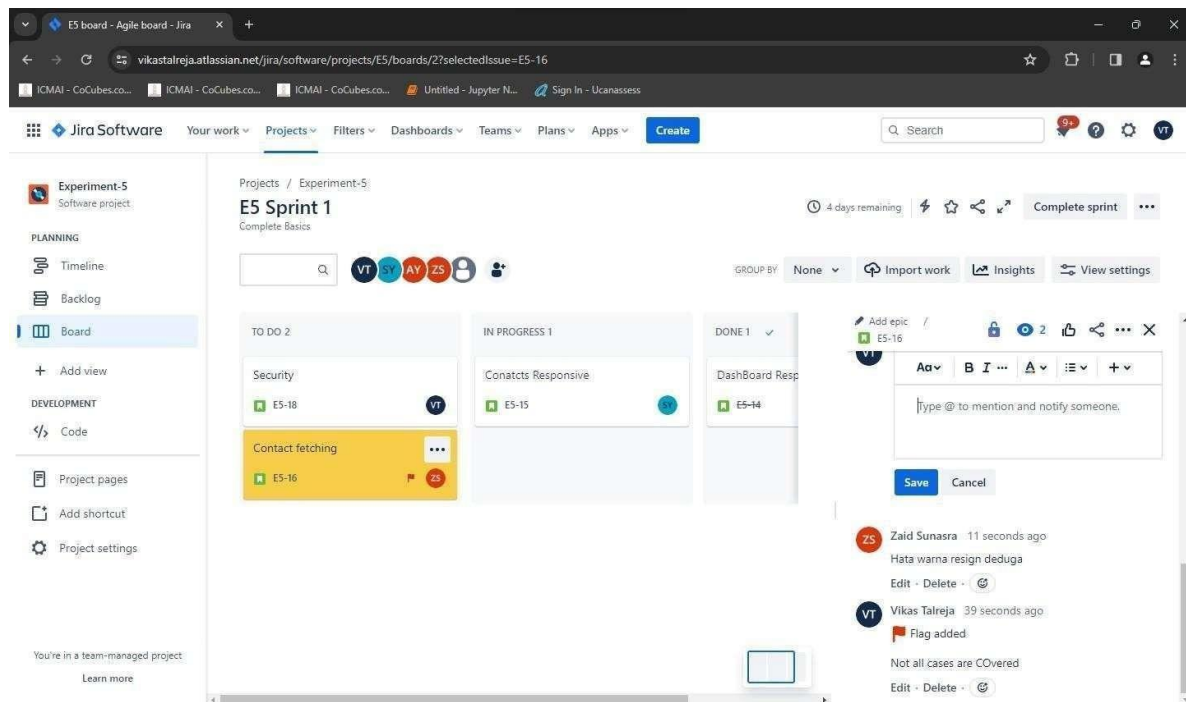 E5 board - Agile board - Jira
vikastalreja.atlassian.net/jira/software/projects/E5/boards/2?selectedIssue=E5-16
ICMAI - CoCubes.co... ICMAI - CoCubes.co... ICMAI - CoCubes.co... Untitled - Jupyter N... Sign In - Ucanassess
Jira Software Your work Projects Filters Dashboards Teams Plans Apps Create Search 9+ VT
Experiment-5
Software project
PLANNING
Timeline
Backlog
Board
Add view
DEVELOPMENT
Code
Project pages
Add shortcut
Project settings
You're in a team-managed project
Learn more
Projects / Experiment-5
E5 Sprint 1
Complete Basics
4 days remaining Complete sprint
VT SY AY ZS
GROUP BY None Import work Insights View settings
TO DO 2
Security
E5-18 VT
Contact fetching
E5-16 ZS
IN PROGRESS 1
Conatcts Responsive
E5-15 SY
DONE 1
DashBoard Resp
E5-14
Add epic /
E5-16
2
VT
Aa B I A
Type @ to mention and notify someone.
Save Cancel
ZS Zaid Sunasra 11 seconds ago
Hata warna resign deduga
Edit · Delete ·
VT Vikas Talreja 39 seconds ago
Flag added
Not all cases are COvered
Edit · Delete ·